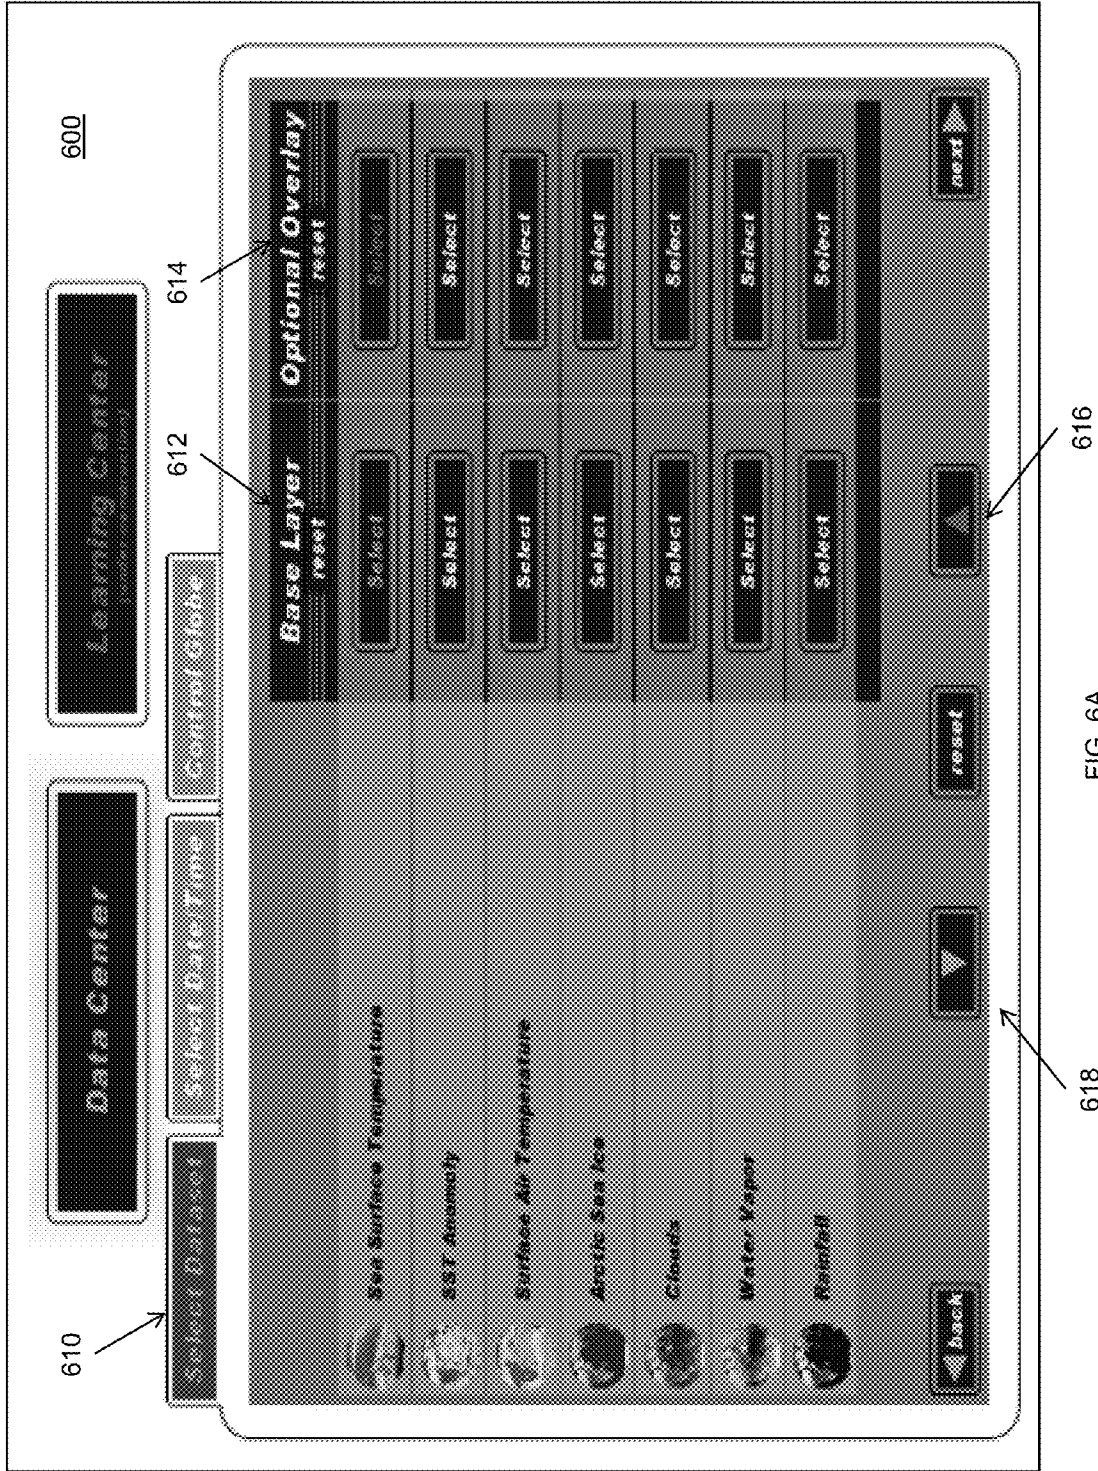 600
Data Center
Learning Center
610
Select Dataset
Select Date/Time
Control Globe
612
614
Base Layer
Optional Overlay
reset
reset
Sea Surface Temperature
Select
Select
SST Anomoly
Select
Select
Surface Air Temperature
Select
Select
Arctic Sea Ice
Select
Select
Clouds
Select
Select
Water Vapor
Select
Select
Rainfall
Select
Select
back
reset
next
618
616
FIG. 6A